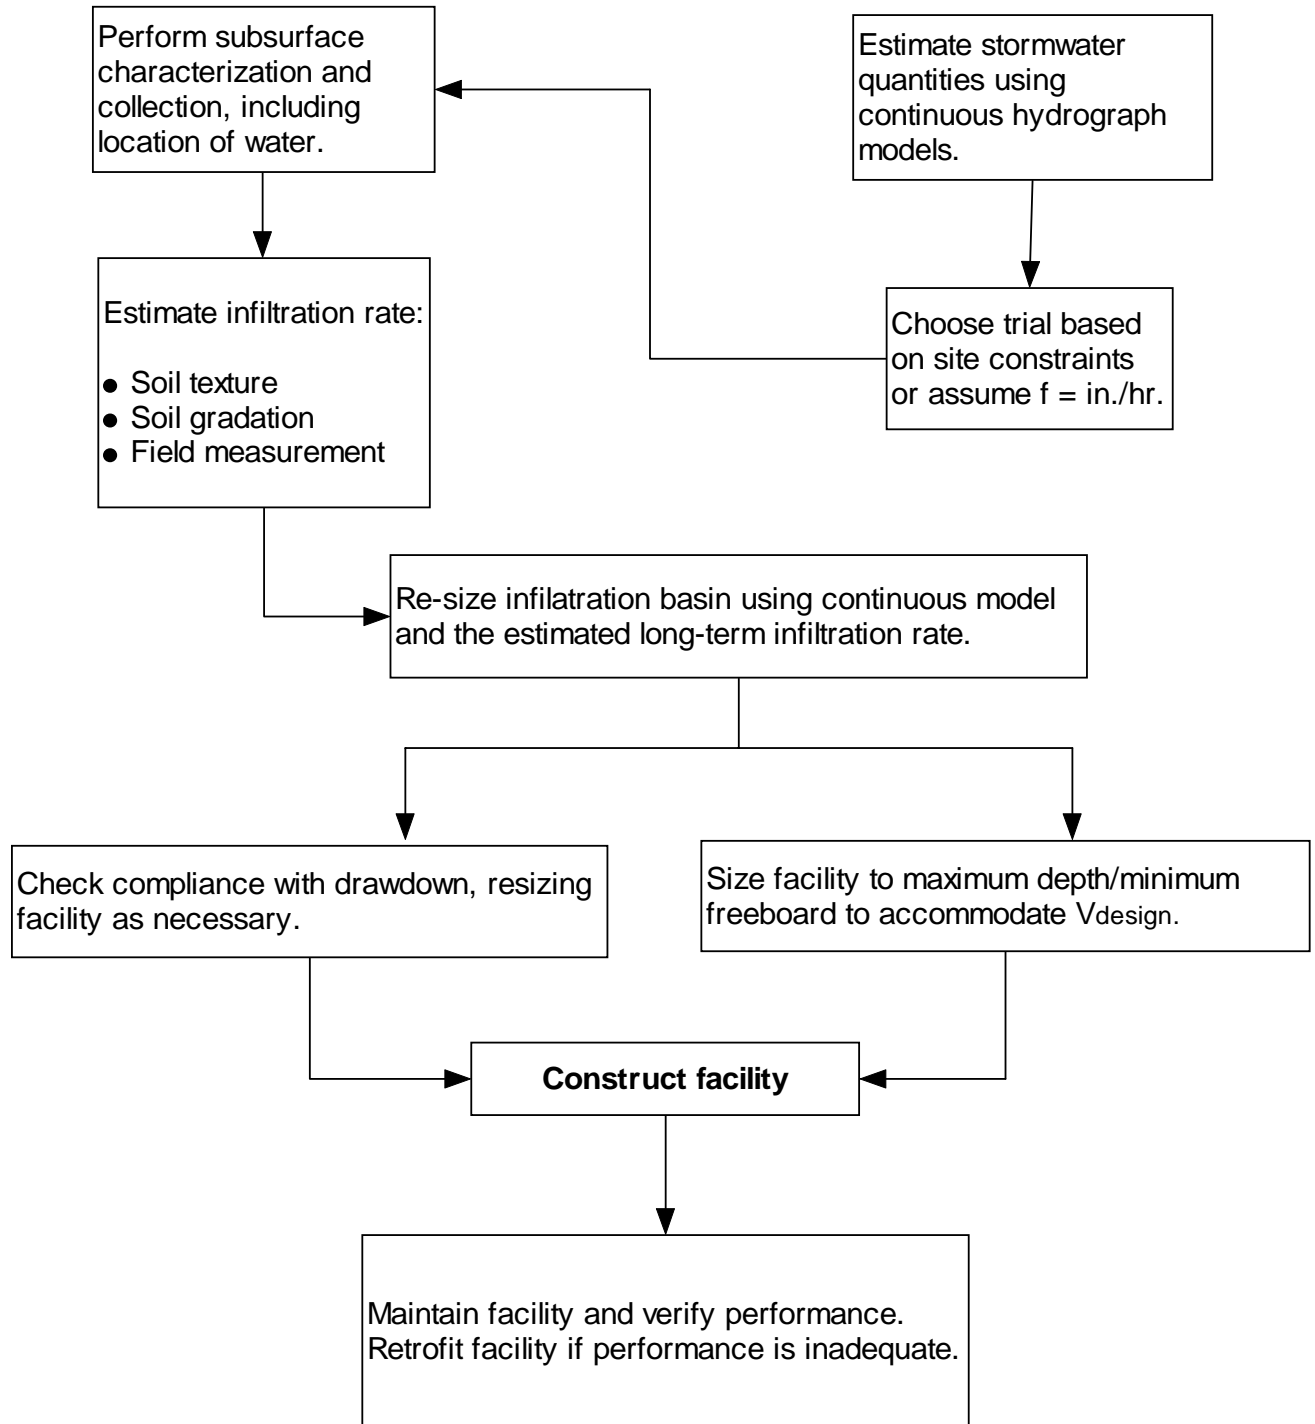 Perform subsurface
characterization and
collection, including
location of water.
Estimate stormwater
quantities using
continuous hydrograph
models.
Estimate infiltration rate:
● Soil texture
● Soil gradation
● Field measurement
Choose trial based
on site constraints
or assume f = in./hr.
Re-size infilatration basin using continuous model
and the estimated long-term infiltration rate.
Check compliance with drawdown, resizing
facility as necessary.
Size facility to maximum depth/minimum
freeboard to accommodate Vdesign.
Construct facility
Maintain facility and verify performance.
Retrofit facility if performance is inadequate.